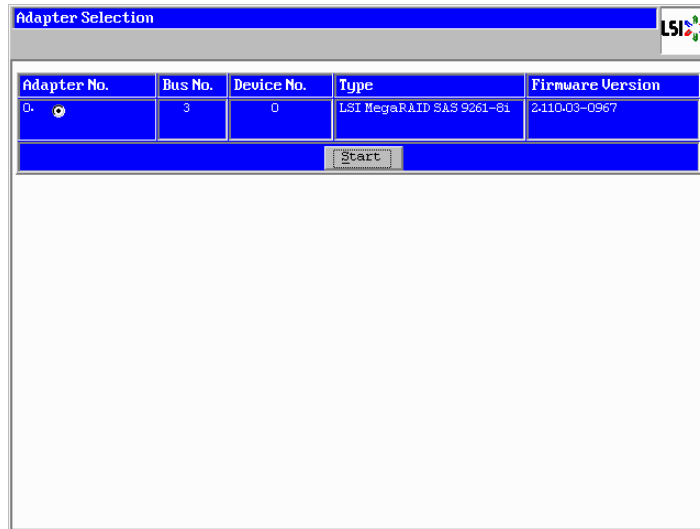 Adapter Selection
LSI
Adapter No. Bus No. Device No. Type Firmware Version
0. 3 0 LSI MegaRAID SAS 9261-8i 2.110.03-0967
Start